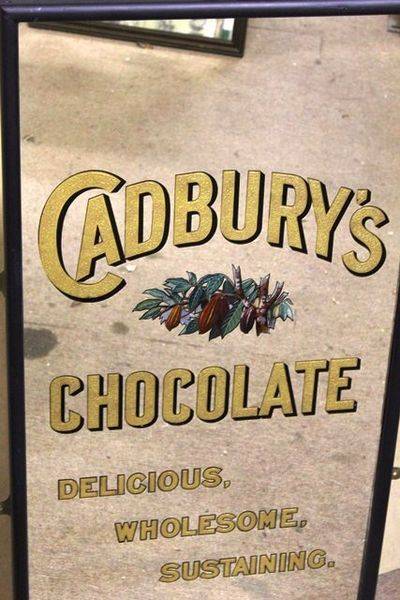 CADBURY'S
CHOCOLATE
DELICIOUS,
WHOLESOME,
SUSTAINING.